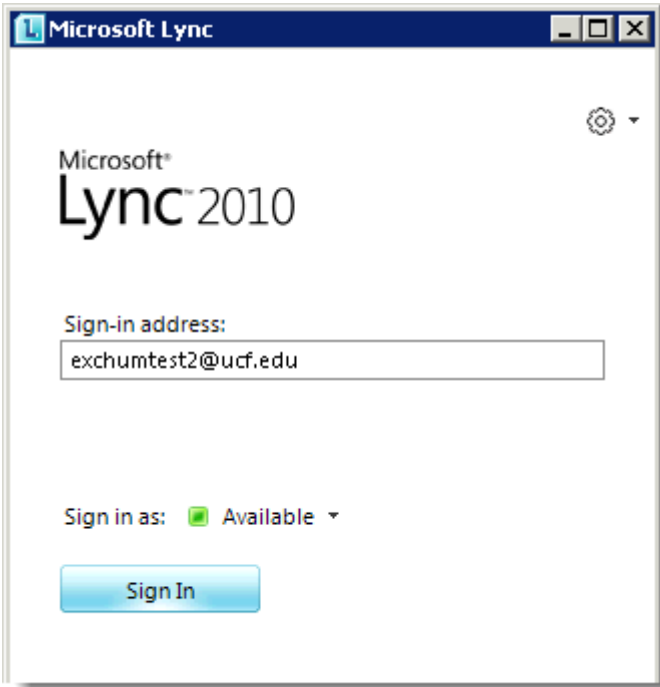 Microsoft Lync
Microsoft®
Lync™ 2010
Sign-in address:
exchumtest2@ucf.edu
Sign in as: Available
Sign In